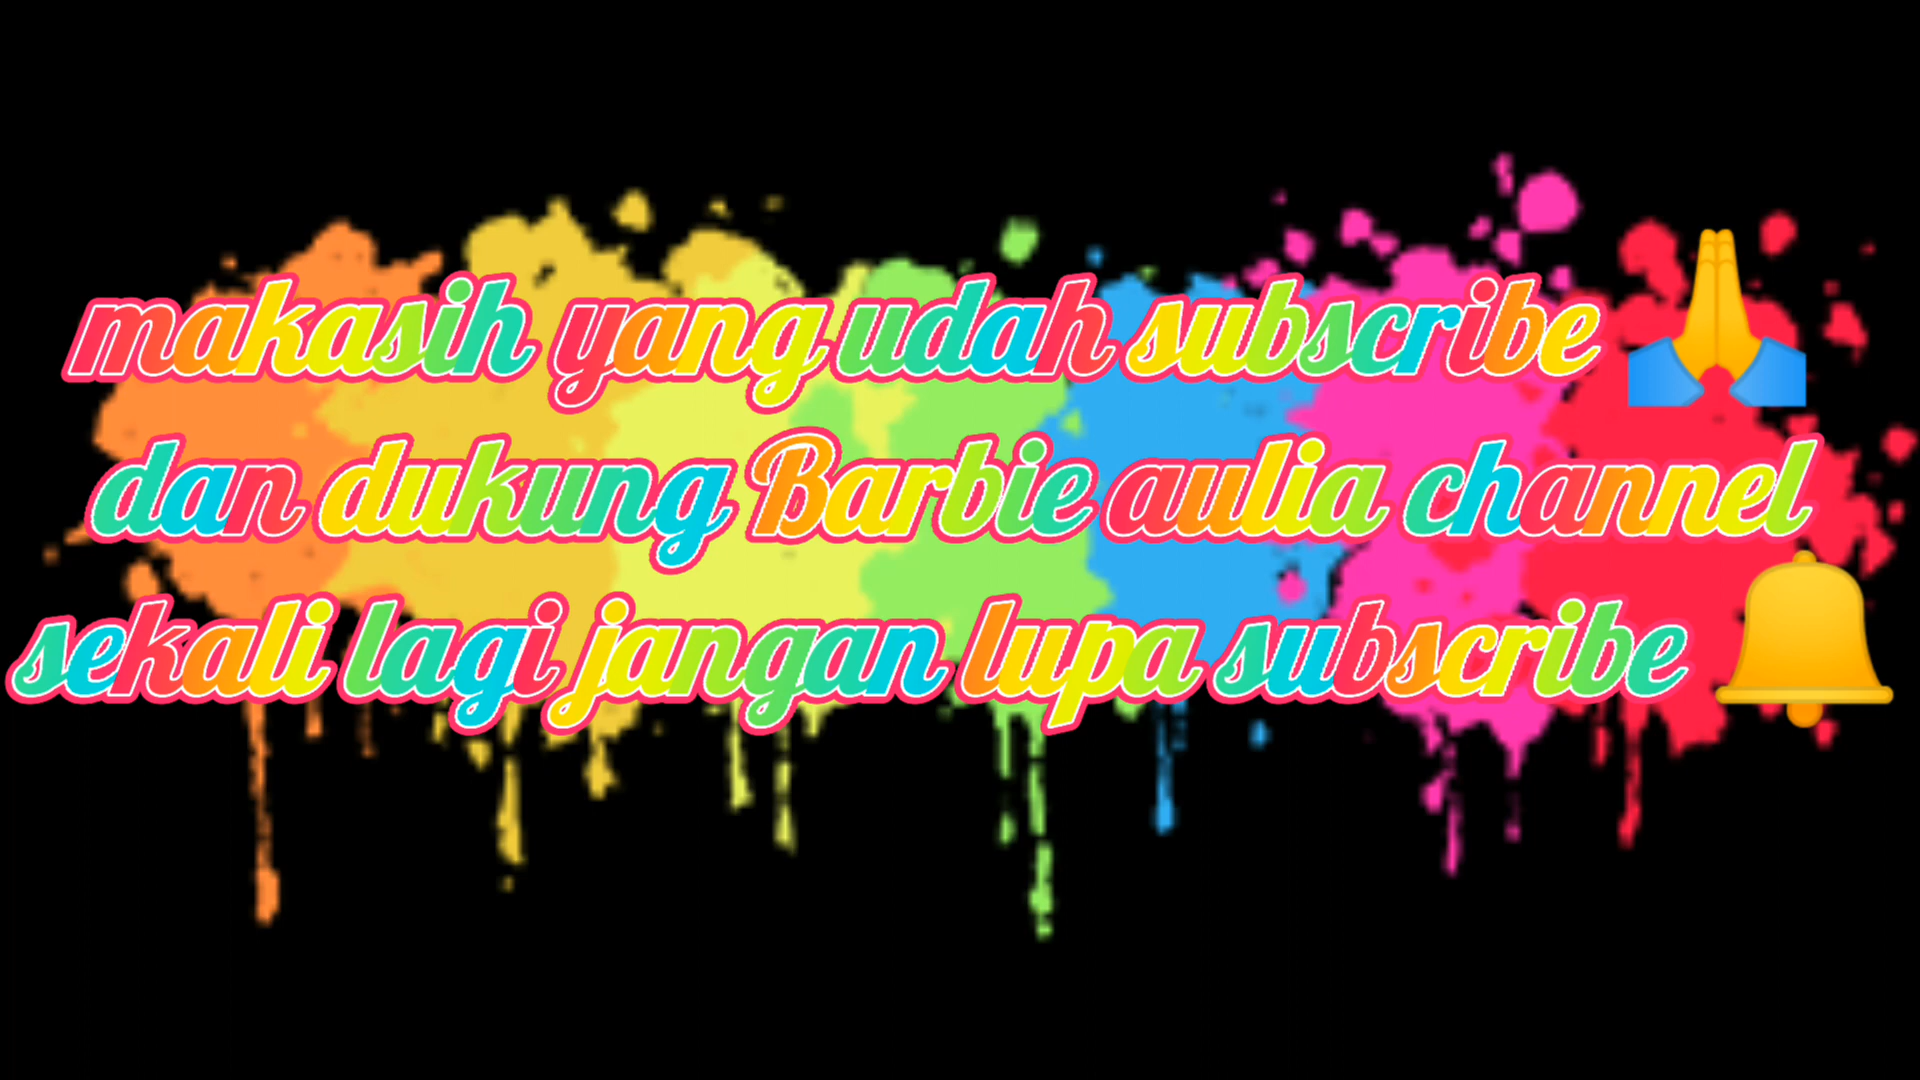 makasih yang udah subscribe 🙏
dan dukung Barbie aulia channel
sekali lagi jangan lupa subscribe 🔔